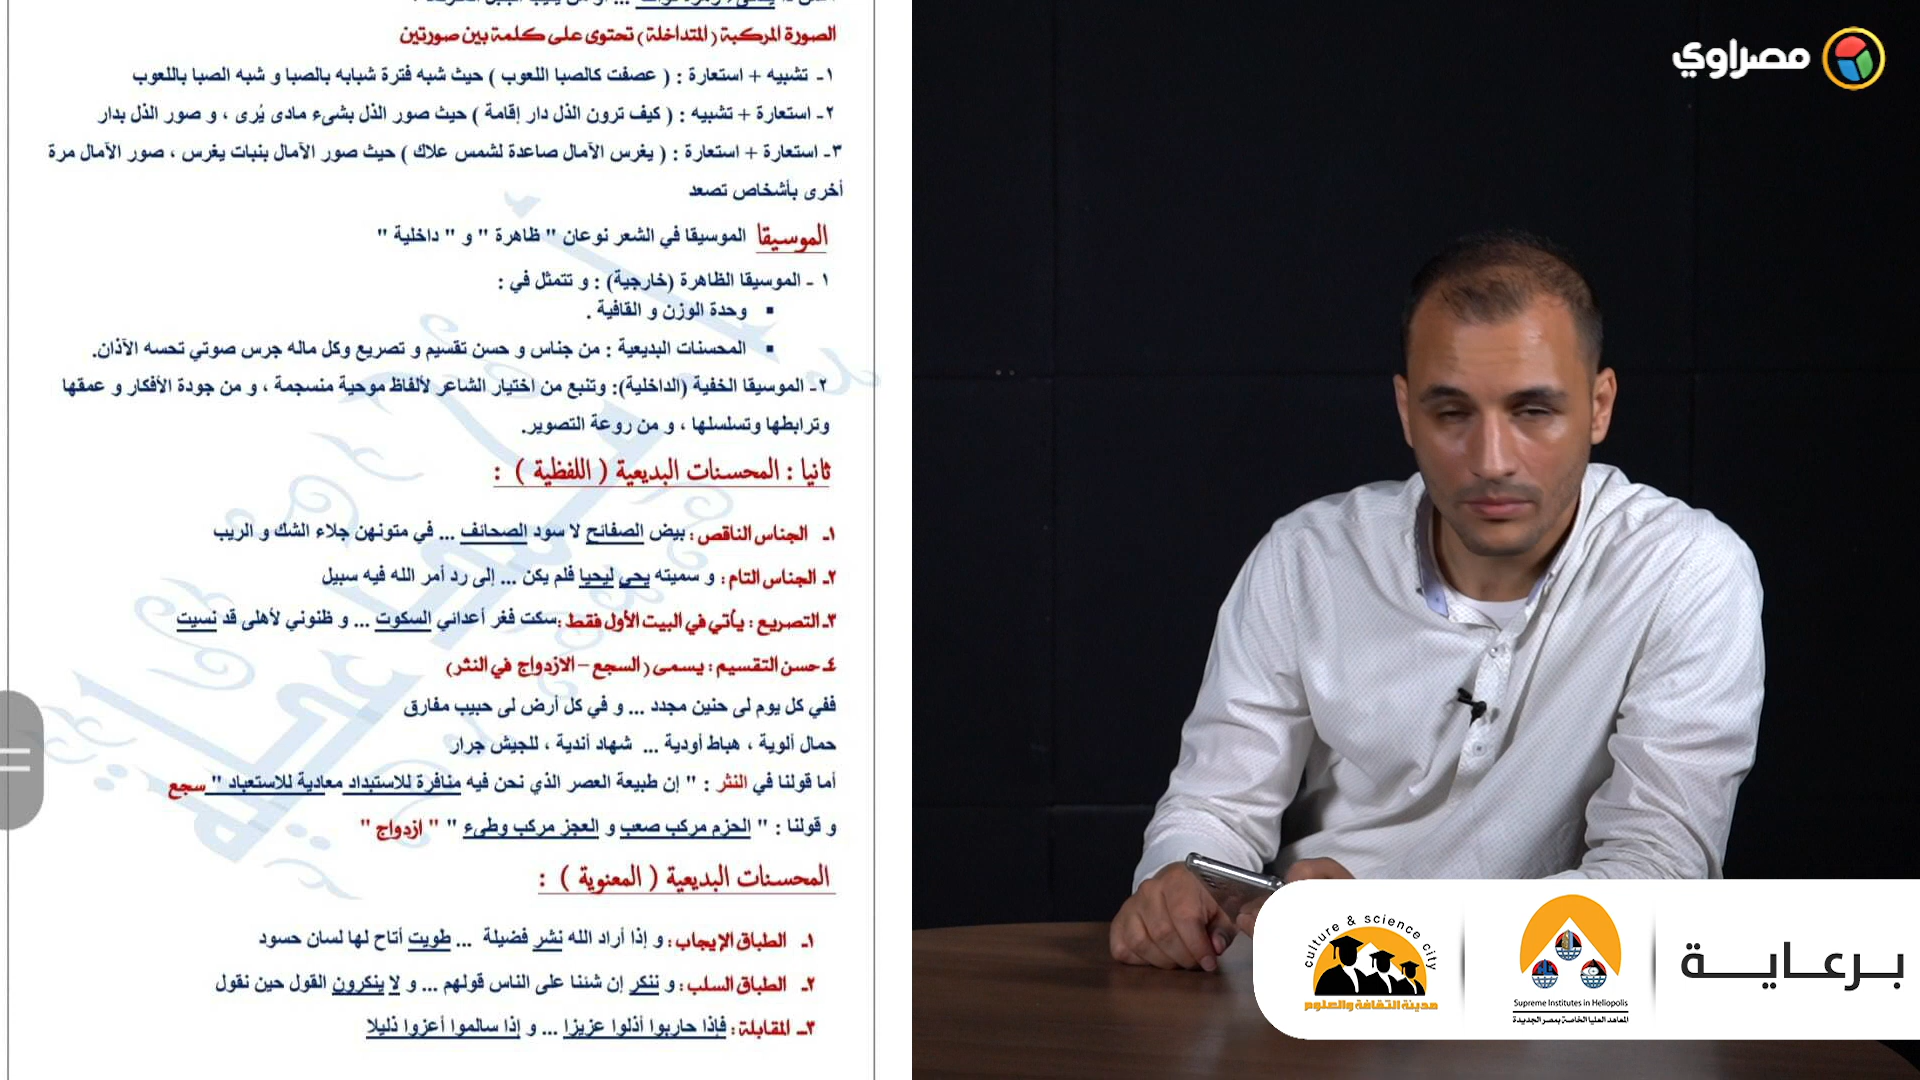 الصورة المركبة ( المتداخلة ) تحتوى على كلمة بين صورتين
١- تشبيه + استعارة : ( عصفت كالصبا اللعوب ) حيث شبه فترة شبابه بالصبا و شبه الصبا باللعوب
٢- استعارة + تشبيه : ( كيف ترون الذل دار إقامة ) حيث صور الذل بشىء مادى يُرى ، و صور الذل بدار
٣- استعارة + استعارة : ( يغرس الآمال صاعدة لشمس علاك ) حيث صور الآمال بنبات يغرس ، صور الآمال مرة
أخرى بأشخاص تصعد
الموسيقا الموسيقا في الشعر نوعان " ظاهرة " و " داخلية "
١ - الموسيقا الظاهرة (خارجية) : و تتمثل في :
▪ وحدة الوزن و القافية .
▪ المحسنات البديعية : من جناس و حسن تقسيم و تصريع وكل ماله جرس صوتي تحسه الآذان.
٢- الموسيقا الخفية (الداخلية): وتنبع من اختيار الشاعر لألفاظ موحية منسجمة ، و من جودة الأفكار و عمقها
وترابطها وتسلسلها ، و من روعة التصوير.
ثانيا : المحسنات البديعية ( اللفظية ) :
١ـ الجناس الناقص : بيض الصفائح لا سود الصحائف ... في متونهن جلاء الشك و الريب
٢ـ الجناس التام : و سميته يحي ليحيا فلم يكن ... إلى رد أمر الله فيه سبيل
٣ـ التصريع : يأتي في البيت الأول فقط :سكت فغر أعدائي السكوت ... و ظنوني لأهلى قد نسيت
٤ـ حسن التقسيم : يسمى ( السجع – الازدواج في النثر)
ففي كل يوم لى حنين مجدد ... و في كل أرض لى حبيب مفارق
حمال ألوية ، هباط أودية ... شهاد أندية ، للجيش جرار
أما قولنا في النثر : " إن طبيعة العصر الذي نحن فيه منافرة للاستبداد معادية للاستعباد " سجع
و قولنا : " الحزم مركب صعب و العجز مركب وطىء " " ازدواج "
المحسنات البديعية ( المعنوية ) :
١ـ الطباق الإيجاب : و إذا أراد الله نشر فضيلة ... طويت أتاح لها لسان حسود
٢ـ الطباق السلب : و ننكر إن شئنا على الناس قولهم ... و لا ينكرون القول حين نقول
٣ـ المقابلة : فإذا حاربوا أذلوا عزيزا ... و إذا سالموا أعزوا ذليلا
مصراوي
برعاية
Supreme Institutes in Heliopolis
المعاهد العليا الخاصة بمصر الجديدة
culture & science city
مدينة الثقافة والعلوم